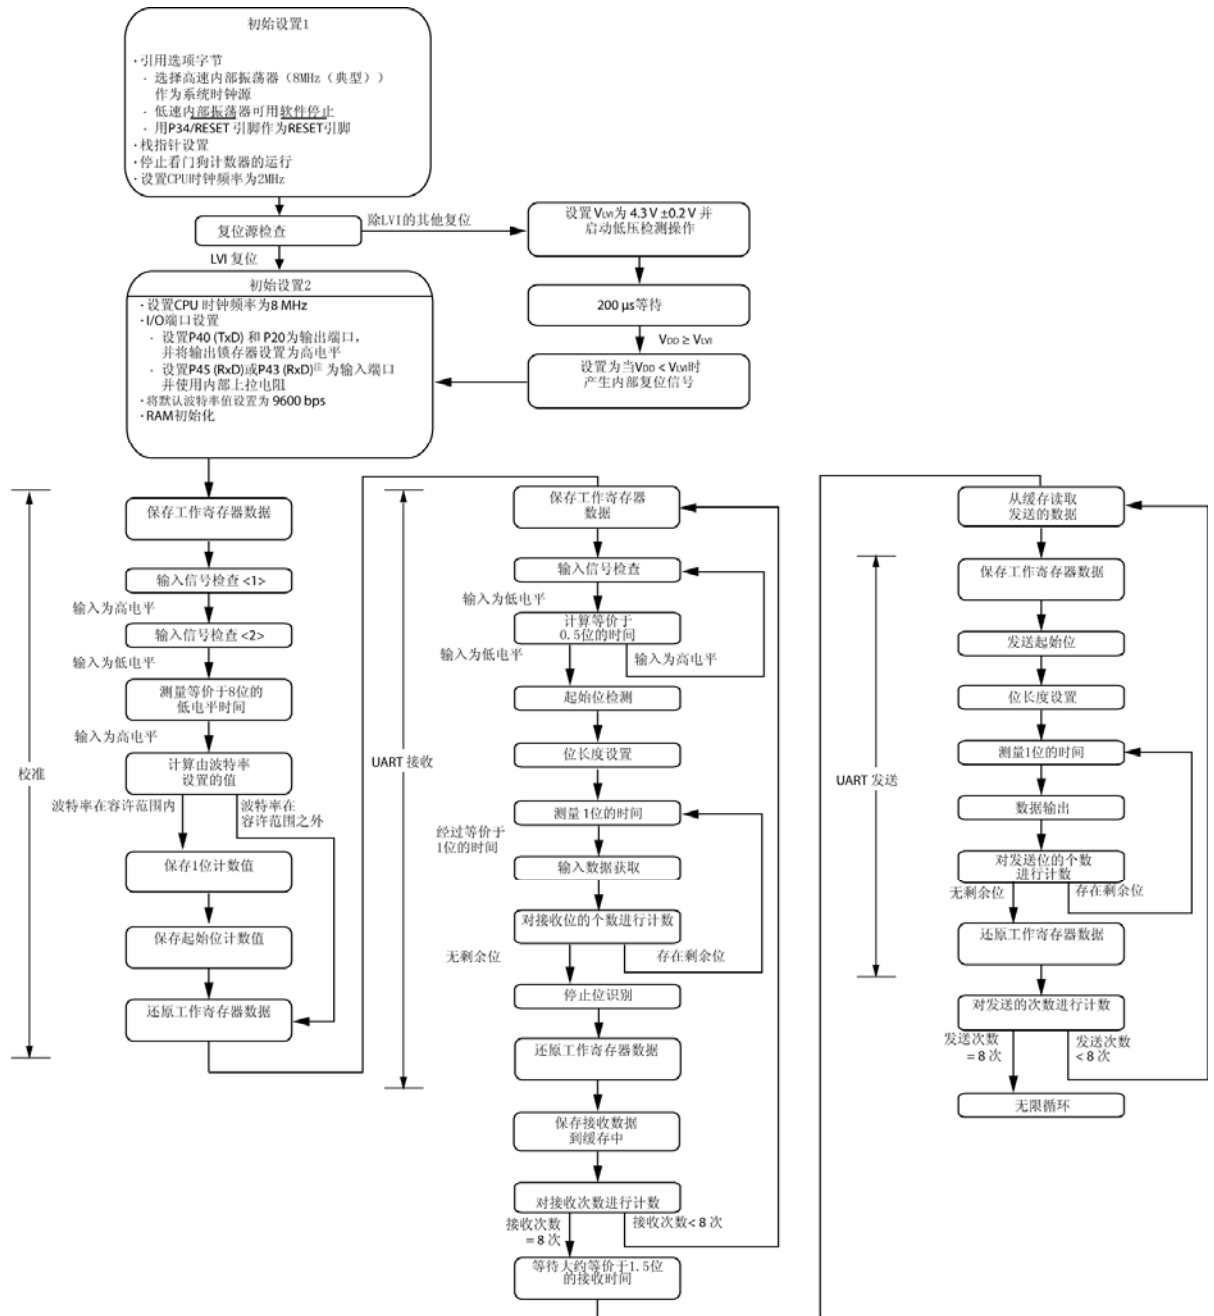 初始设置1
·引用选项字节
· 选择高速内部振荡器（8MHz（典型））
作为系统时钟源
· 低速内部振荡器可用软件停止
· 用P34/RESET 引脚作为RESET引脚
·栈指针设置
·停止看门狗计数器的运行
·设置CPU时钟频率为2MHz
复位源检查
除LVI的其他复位
LVI 复位
设置 VLVI为 4.3 V ±0.2 V 并
启动低压检测操作
200 μs等待
VDD ≥ VLVI
设置为当VDD < VLVI时
产生内部复位信号
初始设置2
·设置CPU 时钟频率为8 MHz
·I/O端口设置
· 设置P40 (TxD) 和 P20为输出端口，
并将输出锁存器设置为高电平
· 设置P45 (RxD)或P43 (RxD)注 为输入端口
并使用内部上拉电阻
·将默认波特率值设置为 9600 bps
·RAM初始化
校准
保存工作寄存器数据
输入信号检查 <1>
输入为高电平
输入信号检查 <2>
输入为低电平
测量等价于8位的
低电平时间
输入为高电平
计算由波特率
设置的值
波特率在容许范围内
波特率在
容许范围之外
保存1位计数值
保存起始位计数值
还原工作寄存器数据
UART 接收
保存工作寄存器
数据
输入信号检查
输入为低电平
计算等价于
0.5位的时间
输入为低电平
输入为高电平
起始位检测
位长度设置
测量 1位的时间
经过等价于
1位的时间
输入数据获取
对接收位的个数进行计数
无剩余位
存在剩余位
停止位识别
还原工作寄存器数据
保存接收数据
到缓存中
对接收次数进行计数
接收次数
= 8 次
接收次数< 8 次
等待大约等价于1.5位
的接收时间
从缓存读取
发送的数据
UART 发送
保存工作寄存器数据
发送起始位
位长度设置
测量1位的时间
数据输出
对发送位的个数
进行计数
无剩余位
存在剩余位
还原工作寄存器数据
对发送的次数进行计数
发送次数
= 8 次
发送次数
< 8 次
无限循环